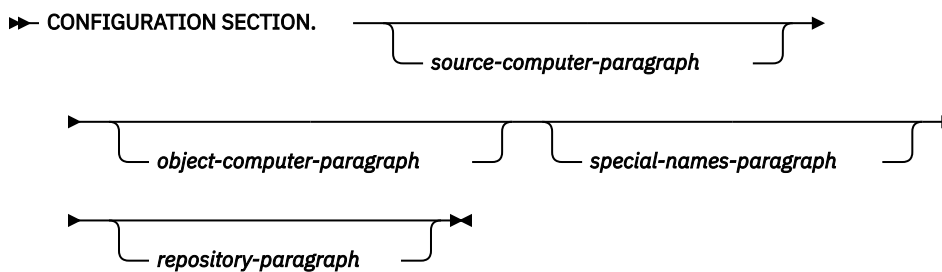 CONFIGURATION SECTION.
source-computer-paragraph
object-computer-paragraph
special-names-paragraph
repository-paragraph